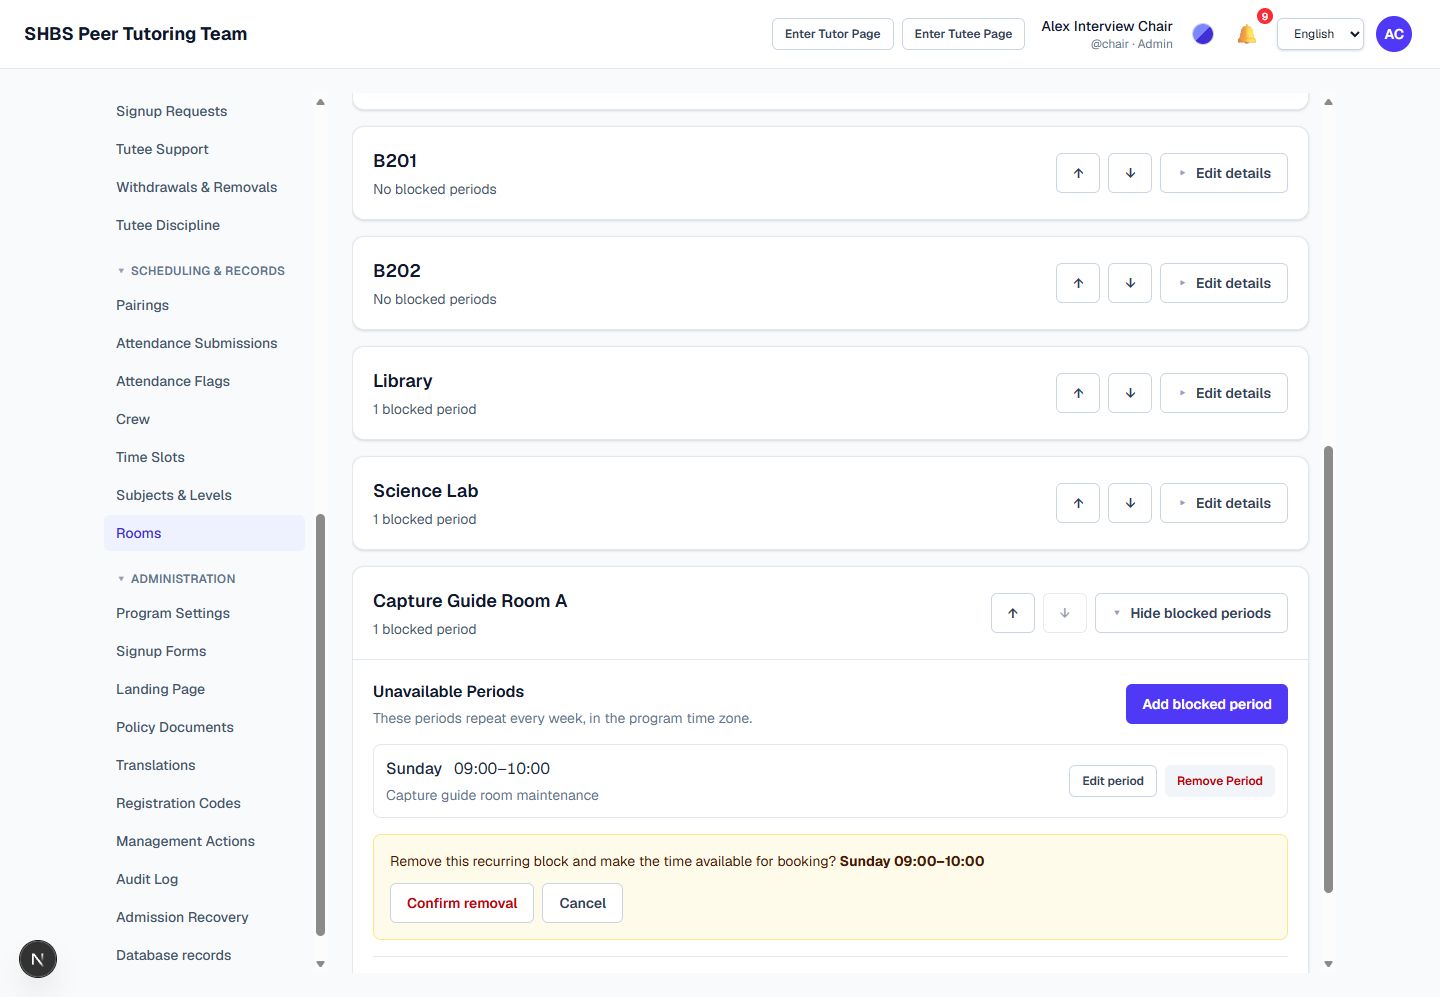 SHBS Peer Tutoring Team
Enter Tutor Page
Enter Tutee Page
Alex Interview Chair
@chair · Admin
9
English
AC
Signup Requests
Tutee Support
Withdrawals & Removals
Tutee Discipline
SCHEDULING & RECORDS
Pairings
Attendance Submissions
Attendance Flags
Crew
Time Slots
Subjects & Levels
Rooms
ADMINISTRATION
Program Settings
Signup Forms
Landing Page
Policy Documents
Translations
Registration Codes
Management Actions
Audit Log
Admission Recovery
Database records
N
B201
No blocked periods
↑ ↓ Edit details
B202
No blocked periods
↑ ↓ Edit details
Library
1 blocked period
↑ ↓ Edit details
Science Lab
1 blocked period
↑ ↓ Edit details
Capture Guide Room A
1 blocked period
↑ ↓ Hide blocked periods
Unavailable Periods
These periods repeat every week, in the program time zone.
Add blocked period
Sunday 09:00–10:00
Capture guide room maintenance
Edit period
Remove Period
Remove this recurring block and make the time available for booking? Sunday 09:00–10:00
Confirm removal
Cancel